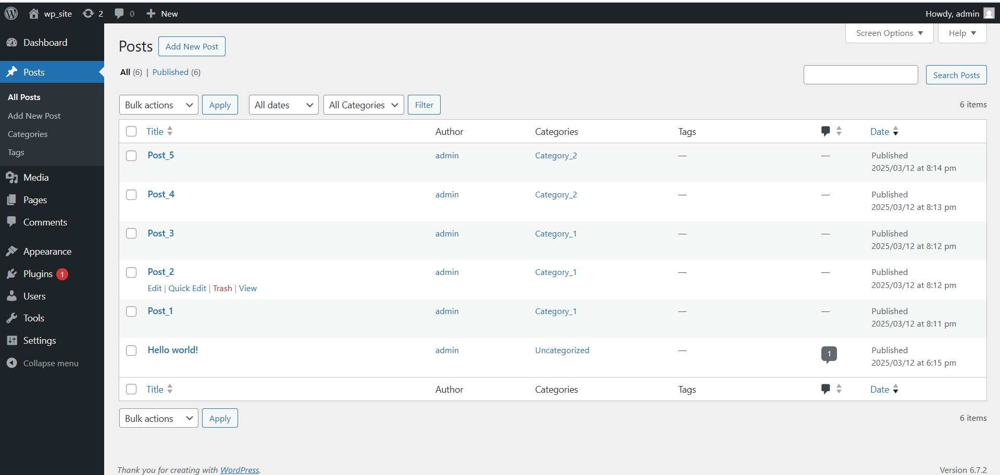 wp_site 2 0 New Howdy, admin
Dashboard
Posts
All Posts
Add New Post
Categories
Tags
Media
Pages
Comments
Appearance
Plugins 1
Users
Tools
Settings
Collapse menu
Screen Options Help
Posts Add New Post
All (6) | Published (6)
Search Posts
Bulk actions Apply All dates All Categories Filter 6 items
Title Author Categories Tags Date
Post_5 admin Category_2 — — Published
2025/03/12 at 8:14 pm
Post_4 admin Category_2 — — Published
2025/03/12 at 8:13 pm
Post_3 admin Category_1 — — Published
2025/03/12 at 8:12 pm
Post_2 admin Category_1 — — Published
Edit | Quick Edit | Trash | View 2025/03/12 at 8:12 pm
Post_1 admin Category_1 — — Published
2025/03/12 at 8:11 pm
Hello world! admin Uncategorized — 1 Published
2025/03/12 at 6:15 pm
Title Author Categories Tags Date
Bulk actions Apply 6 items
Thank you for creating with WordPress. Version 6.7.2